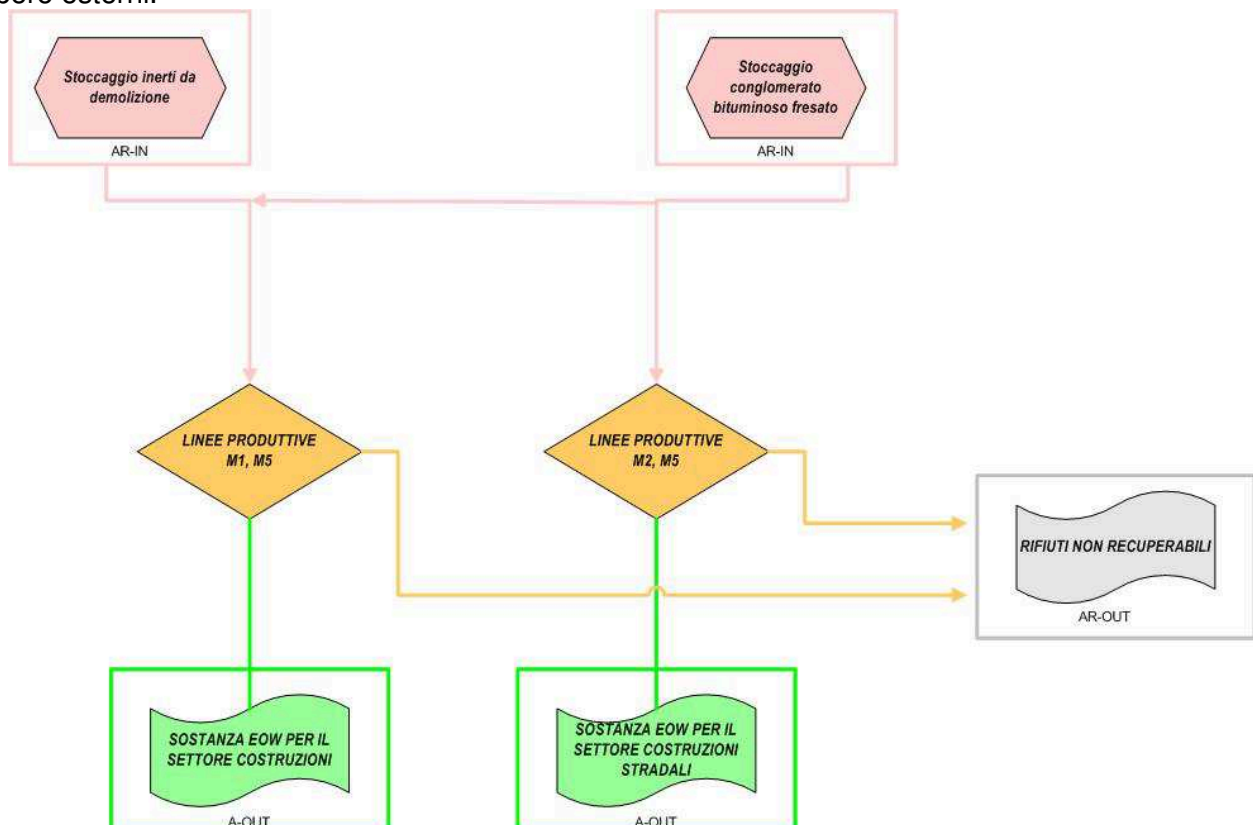 Stoccaggio inerti da
demolizione
AR-IN
Stoccaggio
conglomerato
bituminoso fresato
AR-IN
LINEE PRODUTTIVE
M1, M5
LINEE PRODUTTIVE
M2, M5
RIFIUTI NON RECUPERABILI
AR-OUT
SOSTANZA EOW PER IL
SETTORE COSTRUZIONI
A-OUT
SOSTANZA EOW PER IL
SETTORE COSTRUZIONI
STRADALI
A-OUT